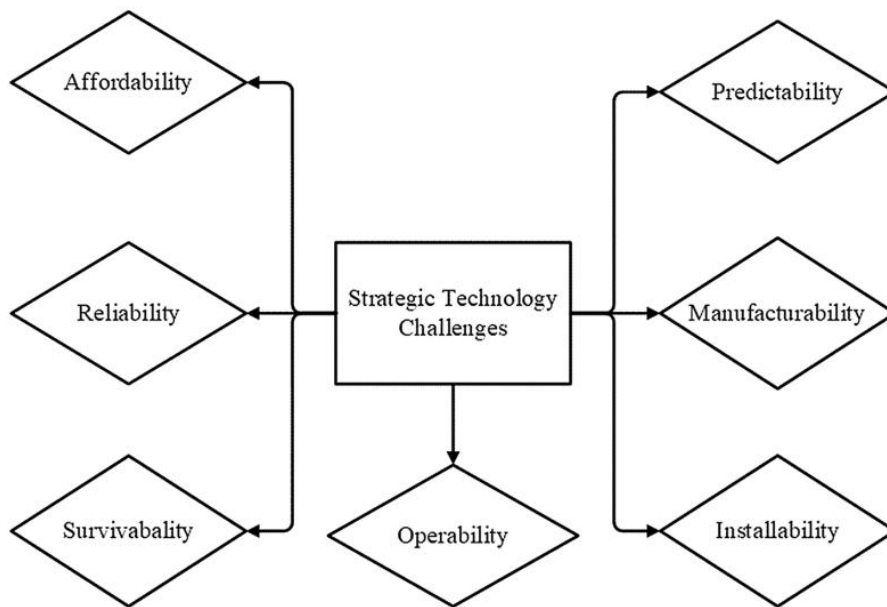 Affordability
Predictability
Strategic Technology
Challenges
Reliability
Manufacturability
Survivabality
Operability
Installability